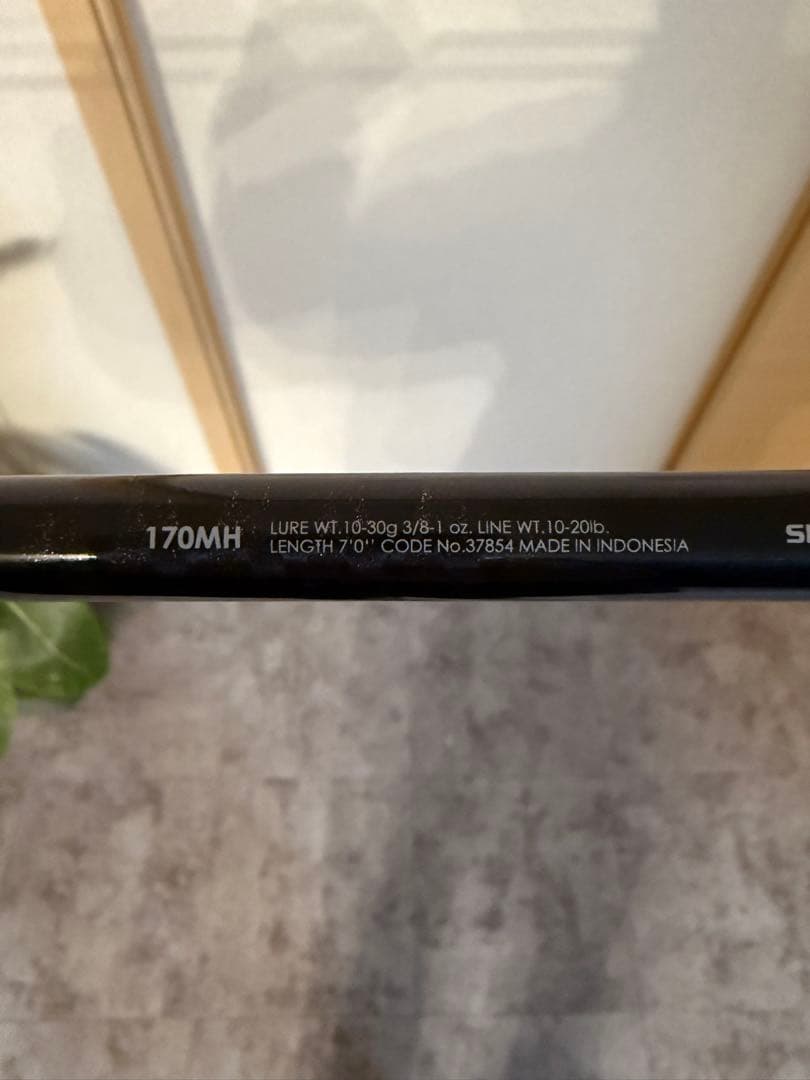 170MH
LURE WT.10-30g 3/8-1 oz. LINE WT.10-20lb.
LENGTH 7'0'' CODE No.37854 MADE IN INDONESIA